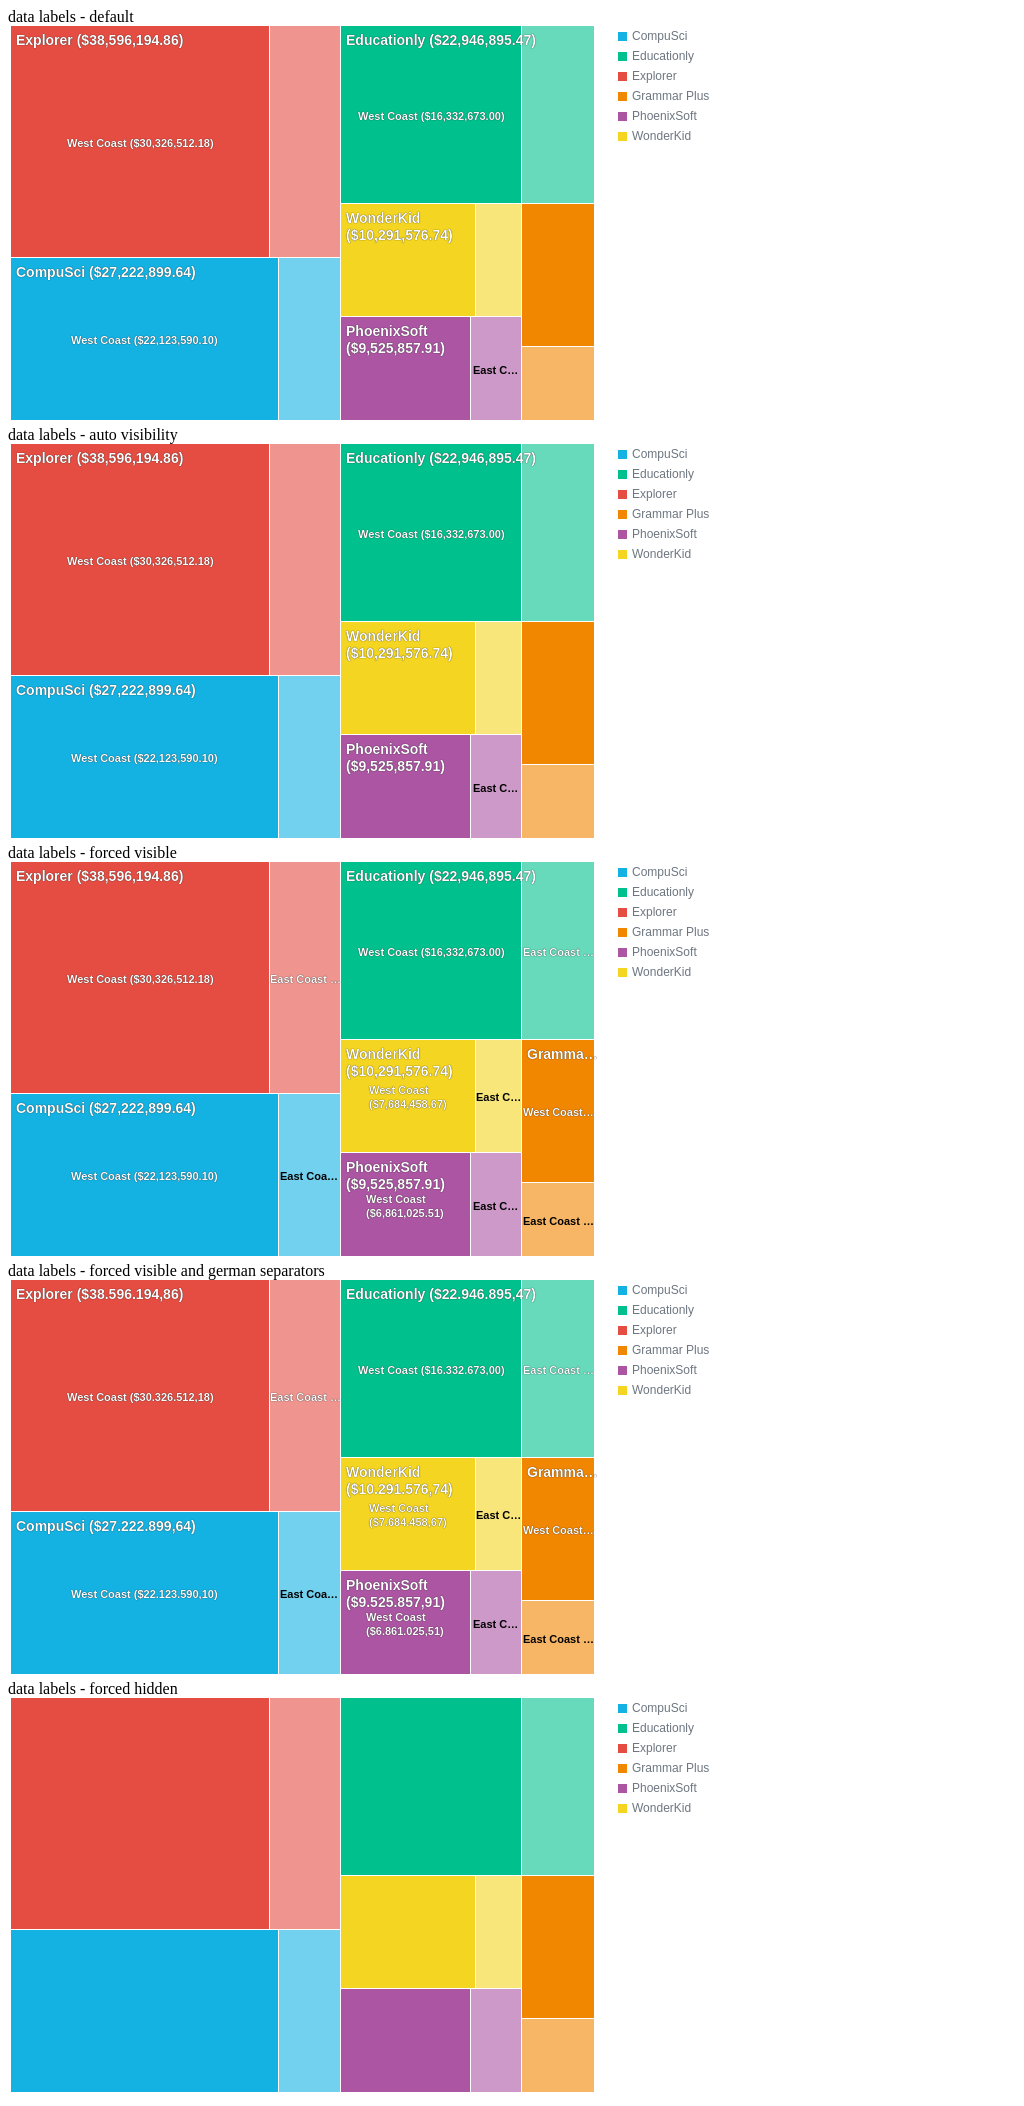 data labels - default
Explorer ($38,596,194.86)
West Coast ($30,326,512.18)
CompuSci ($27,222,899.64)
West Coast ($22,123,590.10)
Educationly ($22,946,895.47)
West Coast ($16,332,673.00)
WonderKid
($10,291,576.74)
PhoenixSoft
($9,525,857.91)
East C…
CompuSci
Educationly
Explorer
Grammar Plus
PhoenixSoft
WonderKid
data labels - auto visibility
Explorer ($38,596,194.86)
West Coast ($30,326,512.18)
CompuSci ($27,222,899.64)
West Coast ($22,123,590.10)
Educationly ($22,946,895.47)
West Coast ($16,332,673.00)
WonderKid
($10,291,576.74)
PhoenixSoft
($9,525,857.91)
East C…
CompuSci
Educationly
Explorer
Grammar Plus
PhoenixSoft
WonderKid
data labels - forced visible
Explorer ($38,596,194.86)
West Coast ($30,326,512.18)
East Coast …
CompuSci ($27,222,899.64)
West Coast ($22,123,590.10)
East Coa…
Educationly ($22,946,895.47)
West Coast ($16,332,673.00)
East Coast …
WonderKid
($10,291,576.74)
West Coast
($7,684,458.67)
East C…
PhoenixSoft
($9,525,857.91)
West Coast
($6,861,025.51)
East C…
Gramma…
West Coast…
East Coast …
CompuSci
Educationly
Explorer
Grammar Plus
PhoenixSoft
WonderKid
data labels - forced visible and german separators
Explorer ($38.596.194,86)
West Coast ($30.326.512,18)
East Coast …
CompuSci ($27.222.899,64)
West Coast ($22.123.590,10)
East Coa…
Educationly ($22.946.895,47)
West Coast ($16.332.673,00)
East Coast …
WonderKid
($10.291.576,74)
West Coast
($7.684.458,67)
East C…
PhoenixSoft
($9.525.857,91)
West Coast
($6.861.025,51)
East C…
Gramma…
West Coast…
East Coast …
CompuSci
Educationly
Explorer
Grammar Plus
PhoenixSoft
WonderKid
data labels - forced hidden
CompuSci
Educationly
Explorer
Grammar Plus
PhoenixSoft
WonderKid